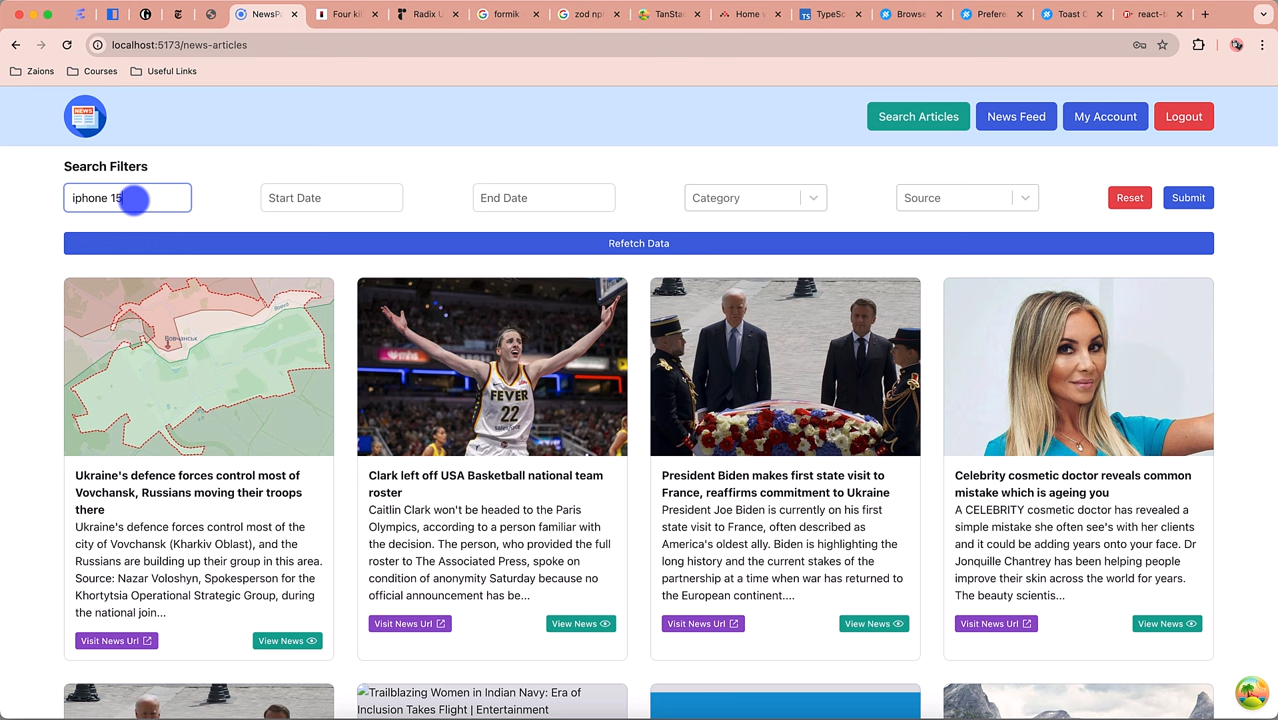 NewsPa
Four kil
Radix U
formik
zod np
TanSta
Home
TypeSc
Browse
Prefere
Toast C
react-b
localhost:5173/news-articles
Zaions
Courses
Useful Links
NEWS
Search Articles
News Feed
My Account
Logout
Search Filters
iphone 15
Start Date
End Date
Category
Source
Reset
Submit
Refetch Data
Вовчанськ
FEVER
22
Ukraine's defence forces control most of
Vovchansk, Russians moving their troops
there
Ukraine's defence forces control most of the
city of Vovchansk (Kharkiv Oblast), and the
Russians are building up their group in this area.
Source: Nazar Voloshyn, Spokesperson for the
Khortytsia Operational Strategic Group, during
the national join...
Visit News Url
View News
Clark left off USA Basketball national team
roster
Caitlin Clark won't be headed to the Paris
Olympics, according to a person familiar with
the decision. The person, who provided the full
roster to The Associated Press, spoke on
condition of anonymity Saturday because no
official announcement has be...
Visit News Url
View News
President Biden makes first state visit to
France, reaffirms commitment to Ukraine
President Joe Biden is currently on his first
state visit to France, often described as
America's oldest ally. Biden is highlighting the
long history and the current stakes of the
partnership at a time when war has returned to
the European continent....
Visit News Url
View News
Celebrity cosmetic doctor reveals common
mistake which is ageing you
A CELEBRITY cosmetic doctor has revealed a
simple mistake she often see's with her clients
and it could be adding years onto your face. Dr
Jonquille Chantrey has been helping people
improve their skin across the world for years.
The beauty scientis...
Visit News Url
View News
Trailblazing Women in Indian Navy: Era of
Inclusion Takes Flight | Entertainment